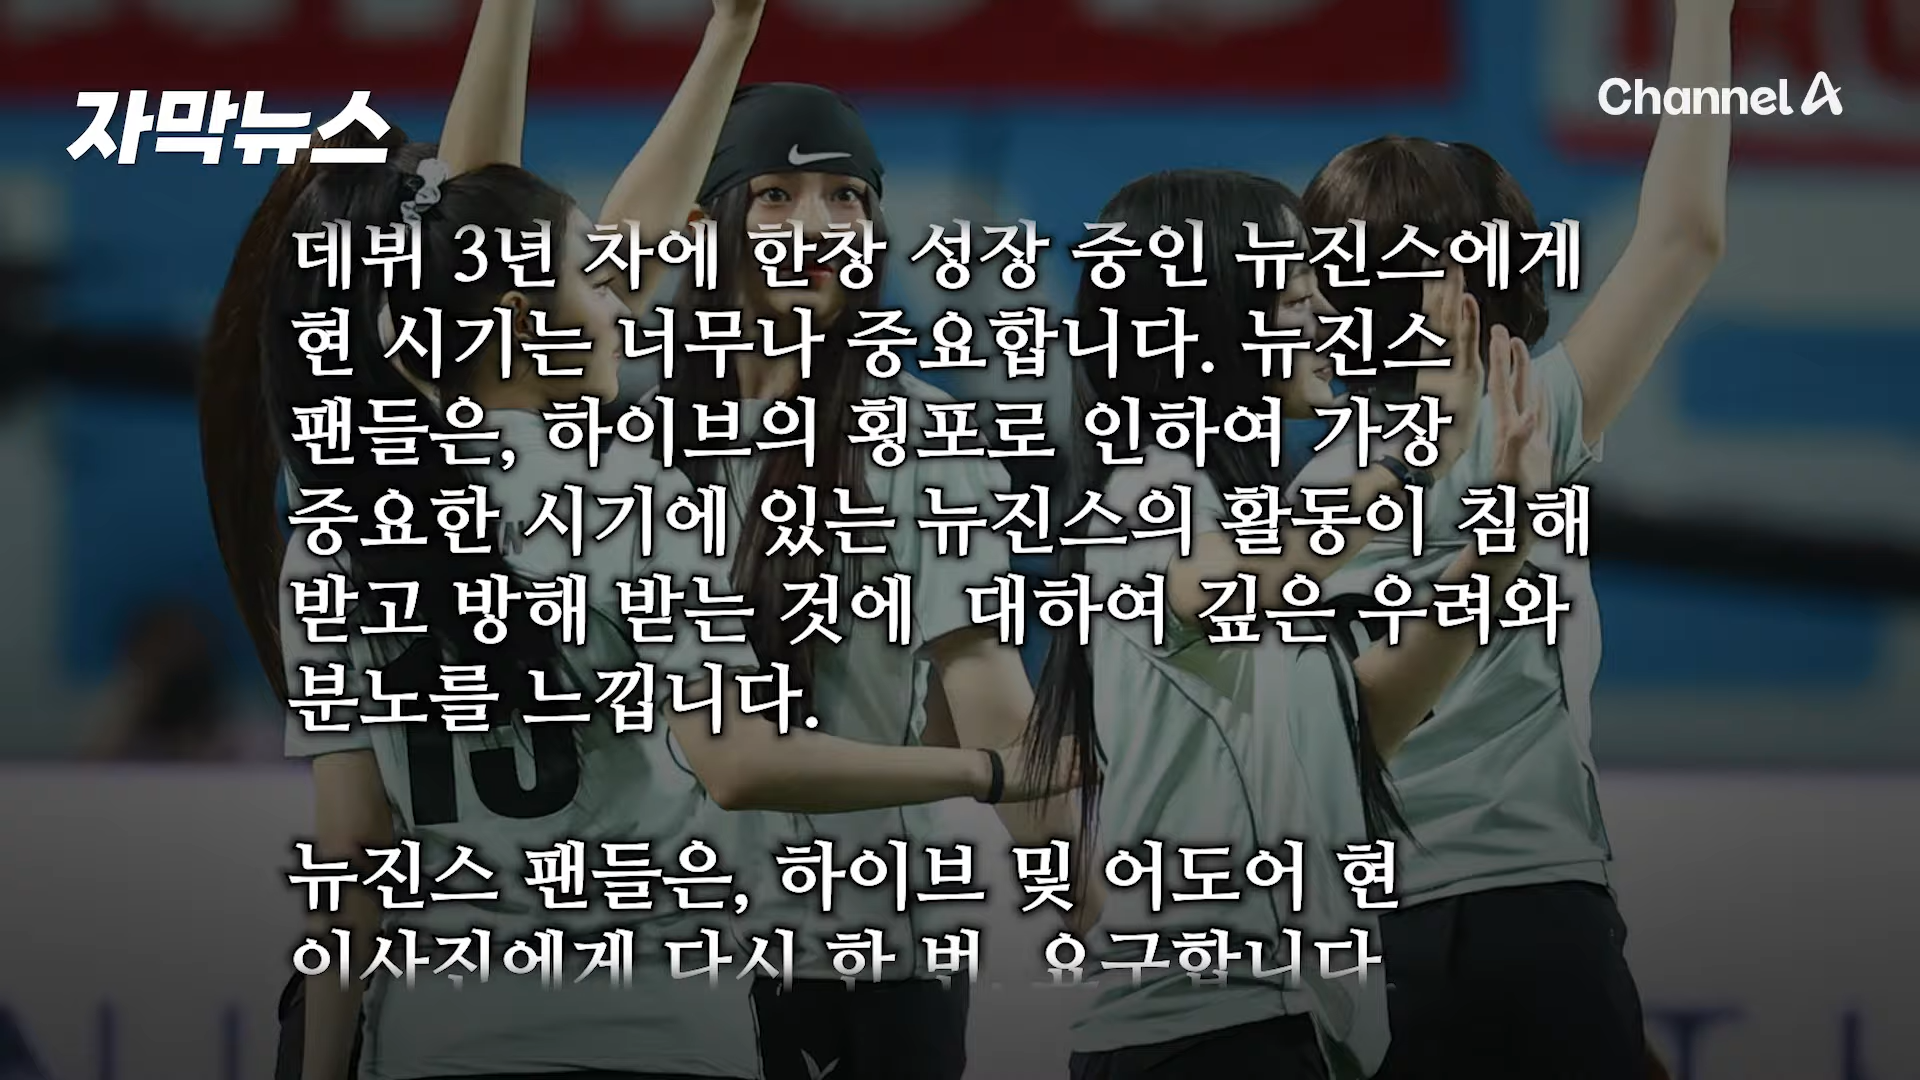 자막뉴스
Channel A
데뷔 3년 차에 한창 성장 중인 뉴진스에게
현 시기는 너무나 중요합니다. 뉴진스
팬들은, 하이브의 횡포로 인하여 가장
중요한 시기에 있는 뉴진스의 활동이 침해
받고 방해 받는 것에 대하여 깊은 우려와
분노를 느낍니다.
13
뉴진스 팬들은, 하이브 및 어도어 현
이사진에게 다시 한 번, 요구합니다.